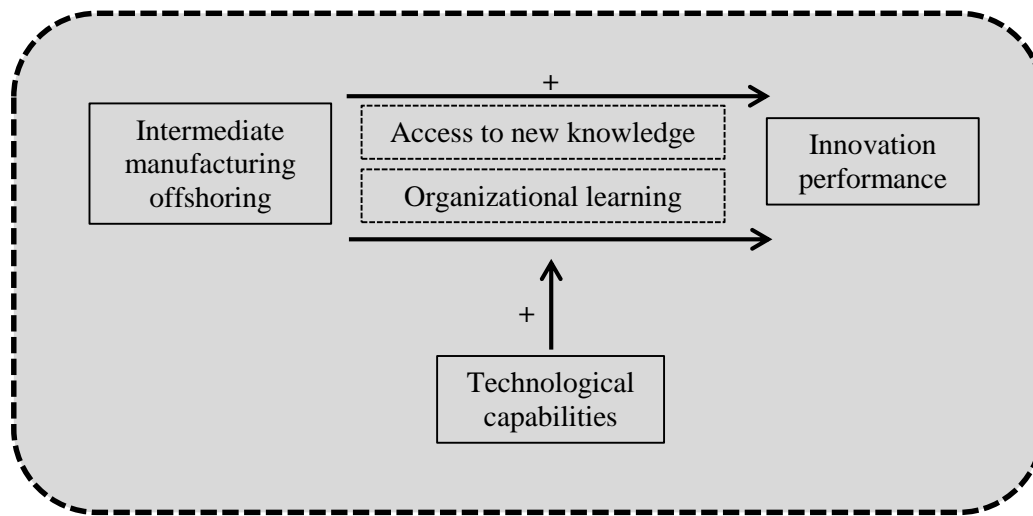 +
Intermediate
manufacturing
offshoring
Access to new knowledge
Organizational learning
Innovation
performance
+
Technological
capabilities